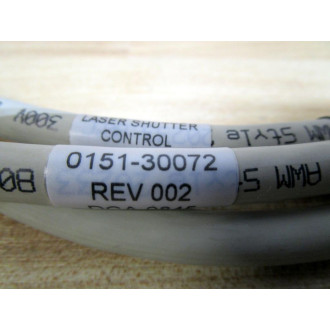 300V
LASER SHUTTER
CONTROL
AWM Style
0151-30072
REV 002
80
AWM S